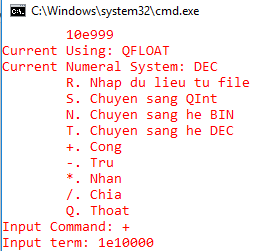 C:\Windows\system32\cmd.exe
10e999
Current Using: QFLOAT
Current Numeral System: DEC
R. Nhap du lieu tu file
S. Chuyen sang QInt
N. Chuyen sang he BIN
T. Chuyen sang he DEC
+. Cong
-. Tru
*. Nhan
/. Chia
Q. Thoat
Input Command: +
Input term: 1e10000